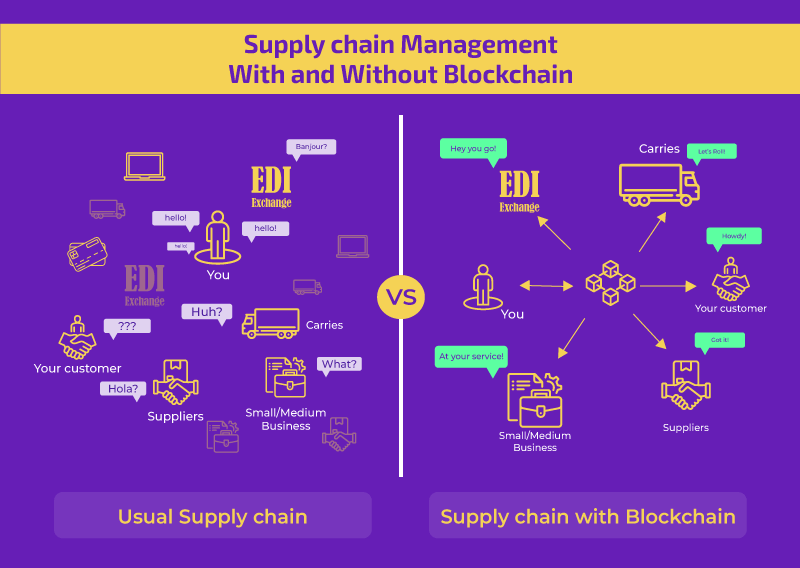 Supply chain Management
With and Without Blockchain
Banjour?
EDI
Exchange
hello!
hello!
hello!
You
EDI
Exchange
Huh?
???
Carries
Your customer
What?
Hola?
Suppliers
Small/Medium
Business
Usual Supply chain
VS
Hey you go!
Carries
Let's Roll!
EDI
Exchange
Howdy!
You
Your customer
At your service!
Got it!
Small/Medium
Business
Suppliers
Supply chain with Blockchain